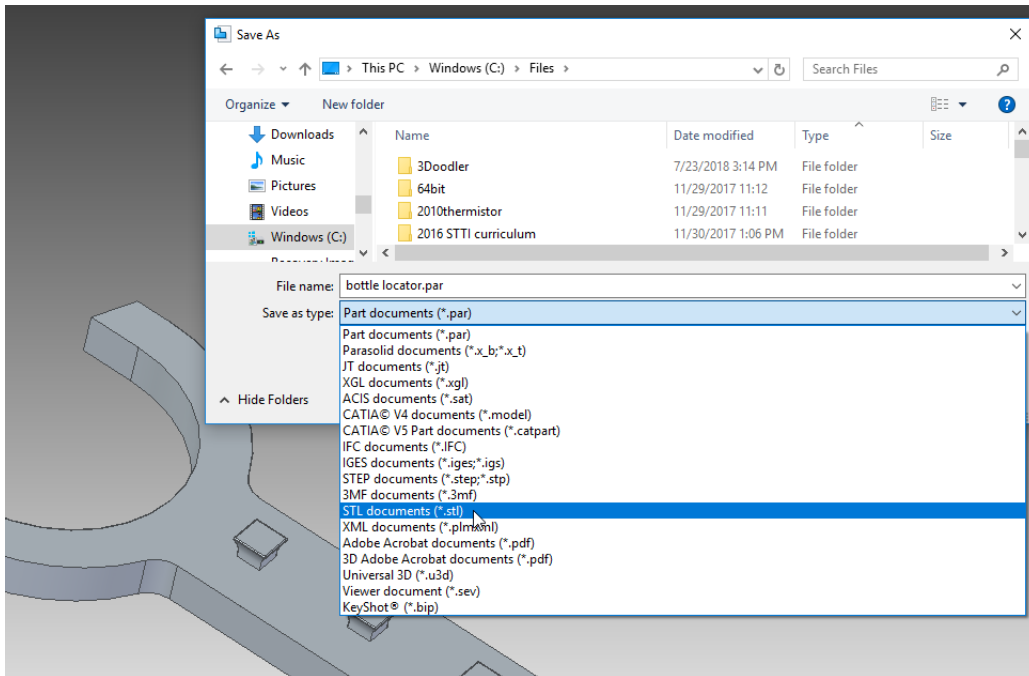 Save As
This PC > Windows (C:) > Files >
Search Files
Organize
New folder
Downloads
Music
Pictures
Videos
Windows (C:)
Name Date modified Type Size
3Doodler 7/23/2018 3:14 PM File folder
64bit 11/29/2017 11:12 File folder
2010thermistor 11/29/2017 11:11 File folder
2016 STTI curriculum 11/30/2017 1:06 PM File folder
File name: bottle locator.par
Save as type: Part documents (*.par)
Part documents (*.par)
Parasolid documents (*.x_b;*.x_t)
JT documents (*.jt)
XGL documents (*.xgl)
ACIS documents (*.sat)
CATIA© V4 documents (*.model)
CATIA© V5 Part documents (*.catpart)
IFC documents (*.IFC)
IGES documents (*.iges;*.igs)
STEP documents (*.step;*.stp)
3MF documents (*.3mf)
STL documents (*.stl)
XML documents (*.plmxml)
Adobe Acrobat documents (*.pdf)
3D Adobe Acrobat documents (*.pdf)
Universal 3D (*.u3d)
Viewer document (*.sev)
KeyShot® (*.bip)
Hide Folders